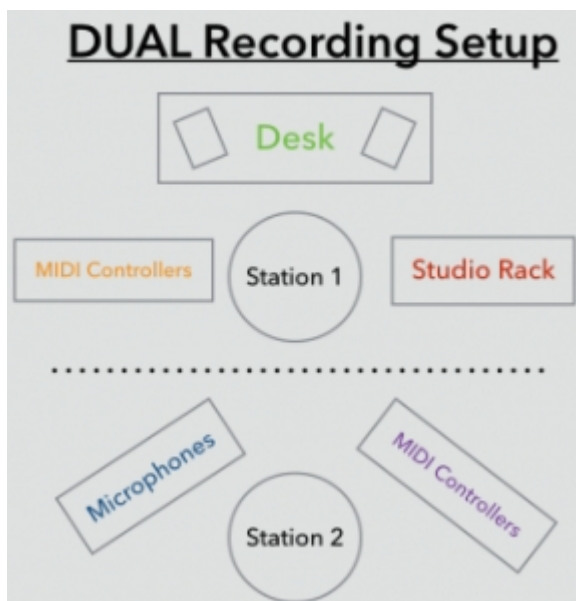 DUAL Recording Setup
Desk
MIDI Controllers
Station 1
Studio Rack
Microphones
MIDI Controllers
Station 2